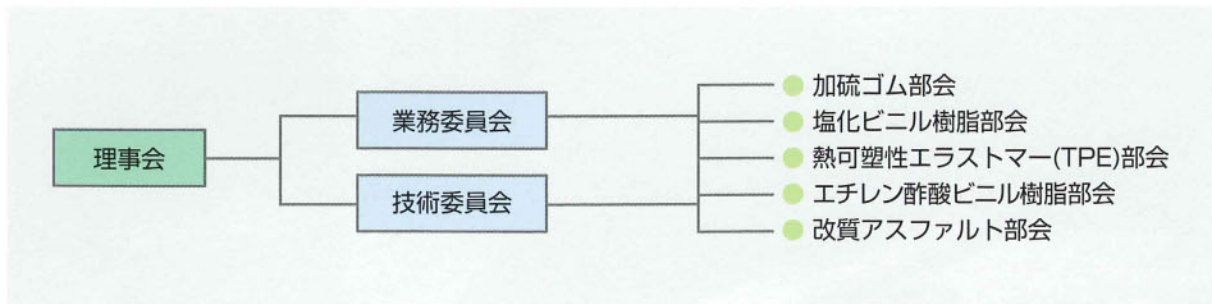 理事会
業務委員会
技術委員会
加硫ゴム部会
塩化ビニル樹脂部会
熱可塑性エラストマー(TPE)部会
エチレン酢酸ビニル樹脂部会
改質アスファルト部会